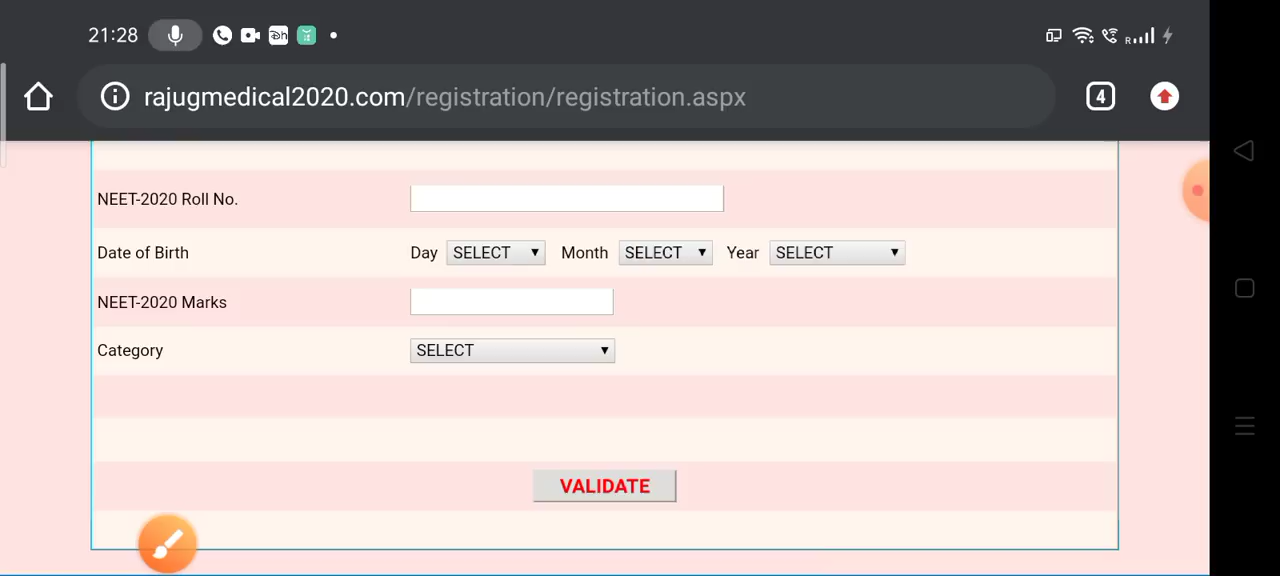 21:28
rajugmedical2020.com/registration/registration.aspx
4
NEET-2020 Roll No.
Date of Birth Day SELECT Month SELECT Year SELECT
NEET-2020 Marks
Category SELECT
VALIDATE